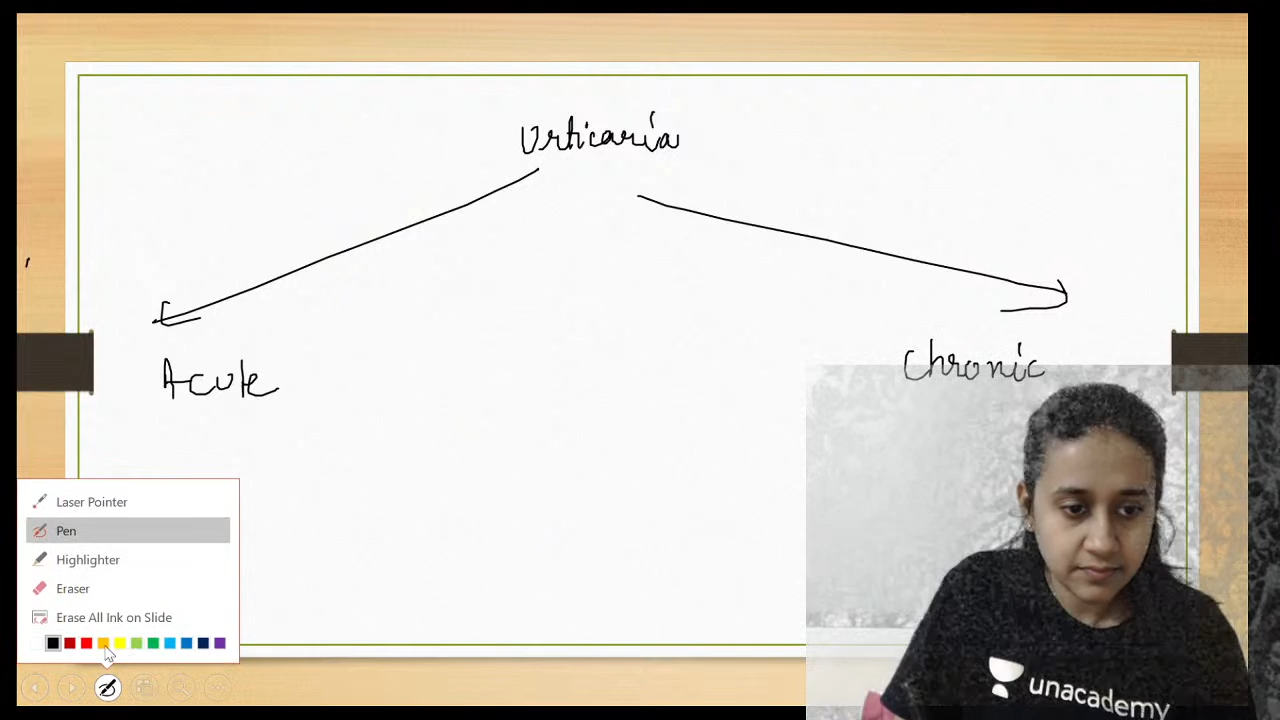 Urticaria
Acute
Chronic
Laser Pointer
Pen
Highlighter
Eraser
Erase All Ink on Slide
unacademy